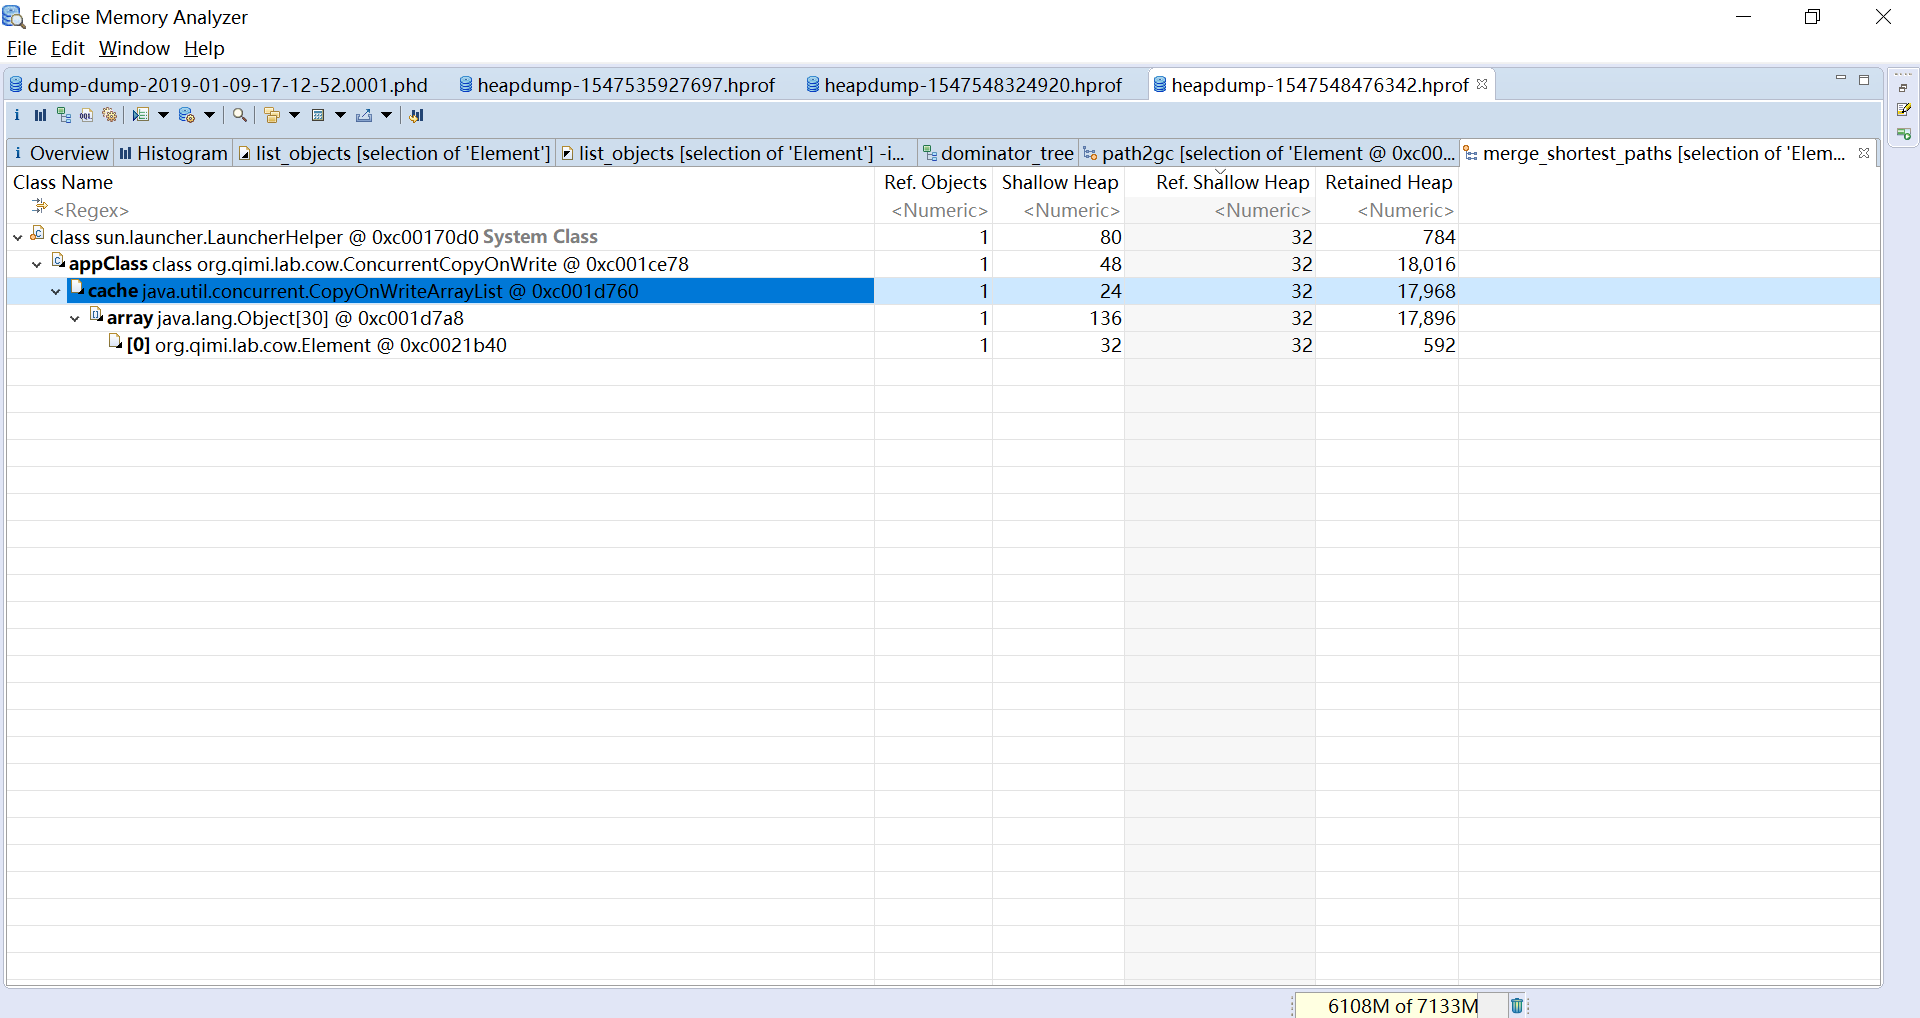 Eclipse Memory Analyzer
File Edit Window Help
dump-dump-2019-01-09-17-12-52.0001.phd heapdump-1547535927697.hprof heapdump-1547548324920.hprof heapdump-1547548476342.hprof
i Overview Histogram list_objects [selection of 'Element'] list_objects [selection of 'Element'] -i... dominator_tree path2gc [selection of 'Element @ 0xc00... merge_shortest_paths [selection of 'Elem...
Class Name Ref. Objects Shallow Heap Ref. Shallow Heap Retained Heap
<Regex> <Numeric> <Numeric> <Numeric> <Numeric>
class sun.launcher.LauncherHelper @ 0xc00170d0 System Class 1 80 32 784
appClass class org.qimi.lab.cow.ConcurrentCopyOnWrite @ 0xc001ce78 1 48 32 18,016
cache java.util.concurrent.CopyOnWriteArrayList @ 0xc001d760 1 24 32 17,968
array java.lang.Object[30] @ 0xc001d7a8 1 136 32 17,896
[0] org.qimi.lab.cow.Element @ 0xc0021b40 1 32 32 592
6108M of 7133M